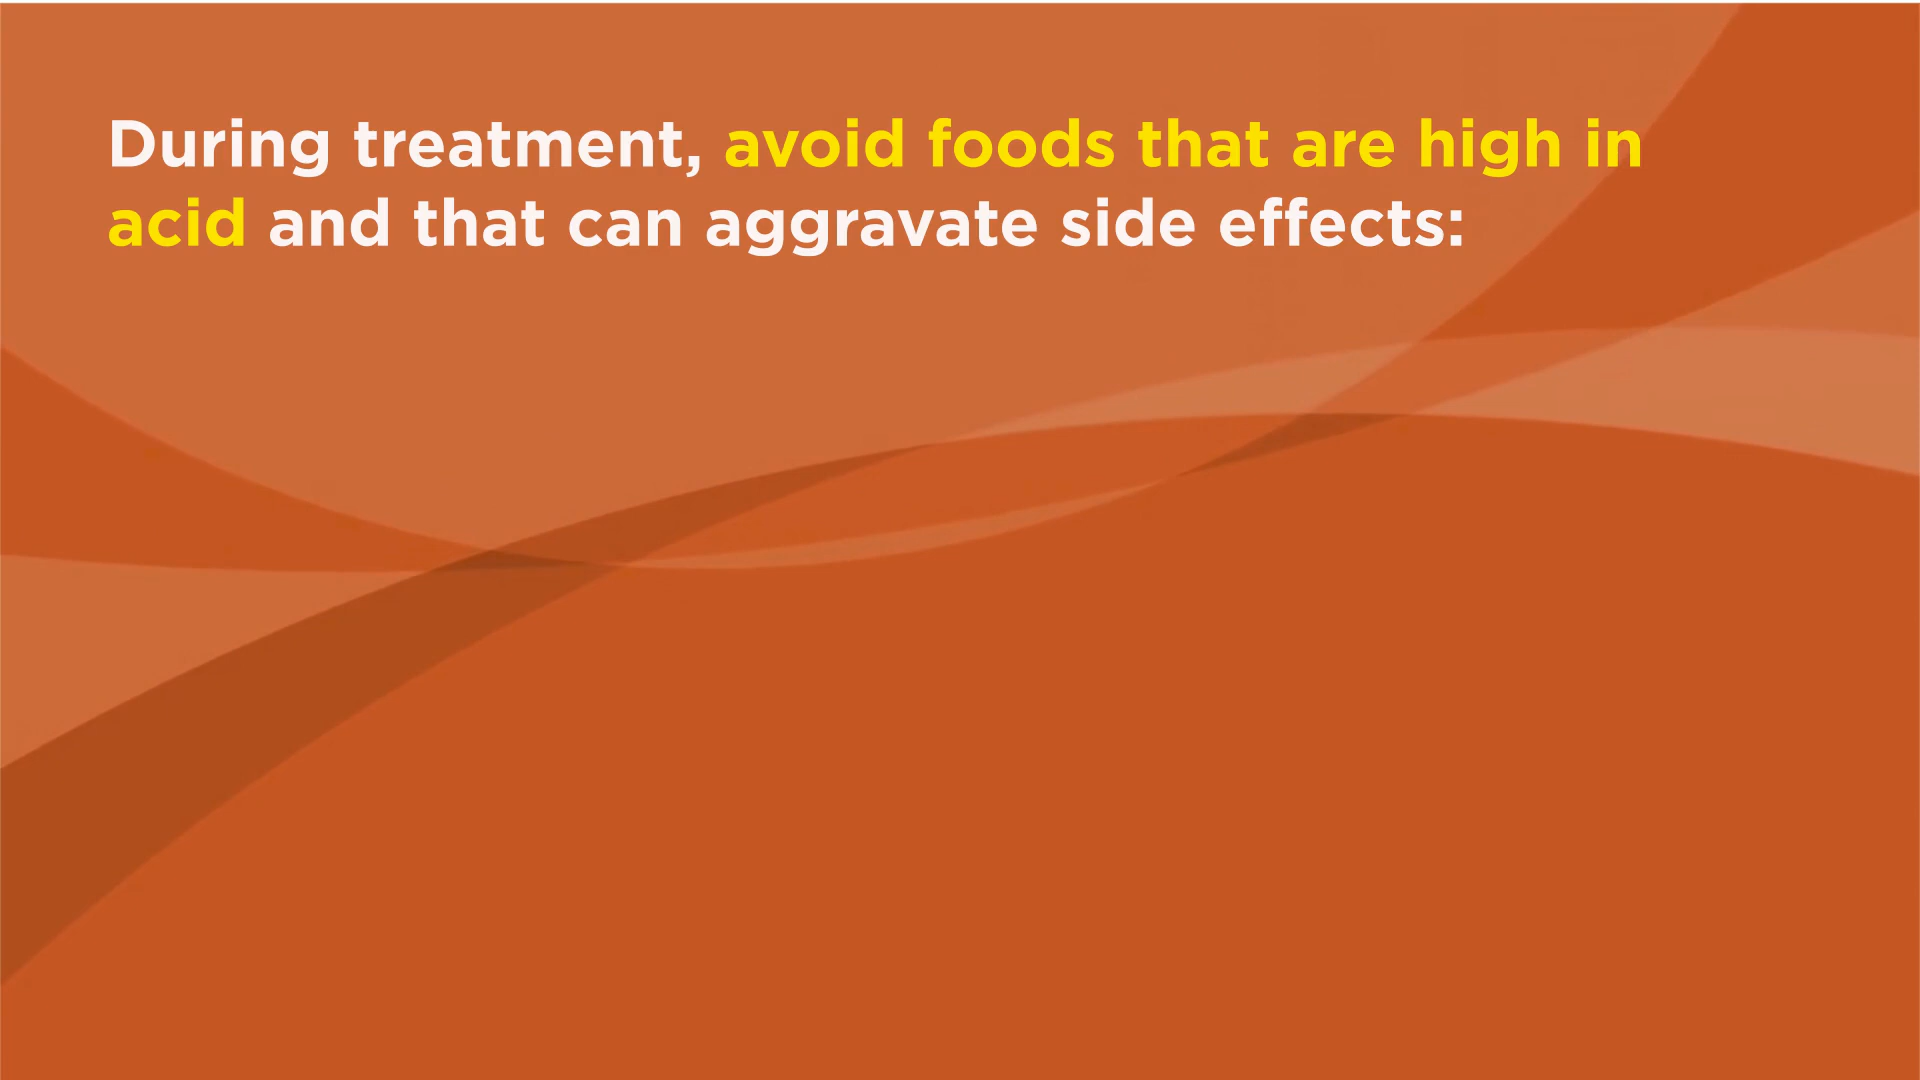 During treatment, avoid foods that are high in
acid and that can aggravate side effects: